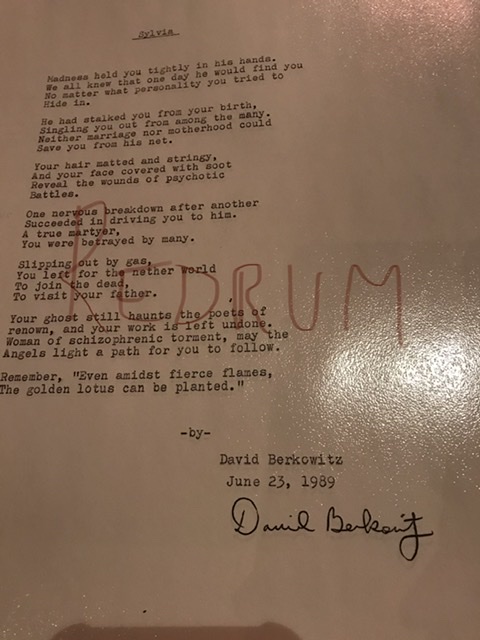 Sylvia
Madness held you tightly in his hands.
We all knew that one day he would find you
No matter what personality you tried to
Hide in.
He had stalked you from your birth,
Singling you out from among the many.
Neither marriage nor motherhood could
Save you from his net.
Your hair matted and stringy,
And your face covered with soot
Reveal the wounds of psychotic
Battles.
One nervous breakdown after another
Succeeded in driving you to him.
A true martyr,
You were betrayed by many.
Slipping out by gas,
You left for the nether world
To join the dead,
To visit your father.
REDRUM
Your ghost still haunts the poets of
renown, and your work is left undone.
Woman of schizophrenic torment, may the
Angels light a path for you to follow.
Remember, "Even amidst fierce flames,
The golden lotus can be planted."
-by-
David Berkowitz
June 23, 1989
David Berkowitz